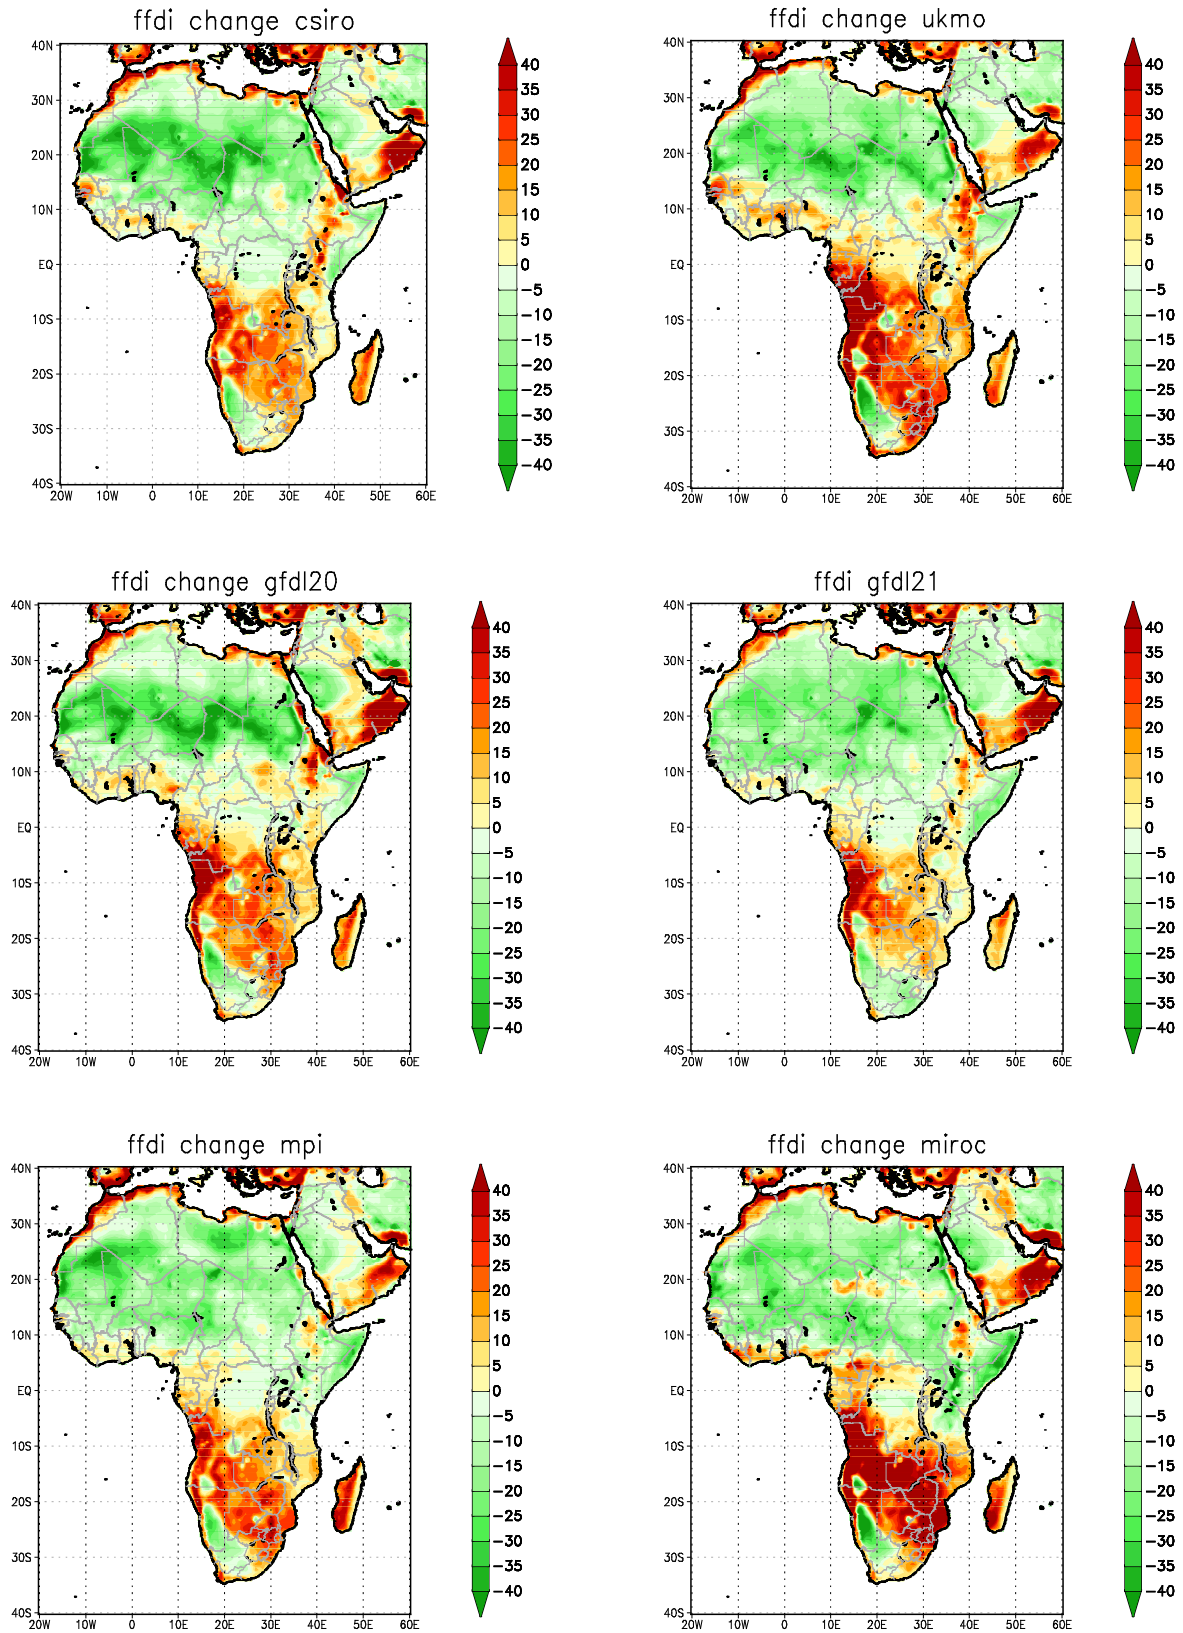 ffdi change csiro
40N
30N
20N
10N
EQ
10S
20S
30S
40S
20W 10W 0 10E 20E 30E 40E 50E 60E
40
35
30
25
20
15
10
5
0
−5
−10
−15
−20
−25
−30
−35
−40
ffdi change ukmo
40N
30N
20N
10N
EQ
10S
20S
30S
40S
20W 10W 0 10E 20E 30E 40E 50E 60E
40
35
30
25
20
15
10
5
0
−5
−10
−15
−20
−25
−30
−35
−40
ffdi change gfdl20
40N
30N
20N
10N
EQ
10S
20S
30S
40S
20W 10W 0 10E 20E 30E 40E 50E 60E
40
35
30
25
20
15
10
5
0
−5
−10
−15
−20
−25
−30
−35
−40
ffdi gfdl21
40N
30N
20N
10N
EQ
10S
20S
30S
40S
20W 10W 0 10E 20E 30E 40E 50E 60E
40
35
30
25
20
15
10
5
0
−5
−10
−15
−20
−25
−30
−35
−40
ffdi change mpi
40N
30N
20N
10N
EQ
10S
20S
30S
40S
20W 10W 0 10E 20E 30E 40E 50E 60E
40
35
30
25
20
15
10
5
0
−5
−10
−15
−20
−25
−30
−35
−40
ffdi change miroc
40N
30N
20N
10N
EQ
10S
20S
30S
40S
20W 10W 0 10E 20E 30E 40E 50E 60E
40
35
30
25
20
15
10
5
0
−5
−10
−15
−20
−25
−30
−35
−40